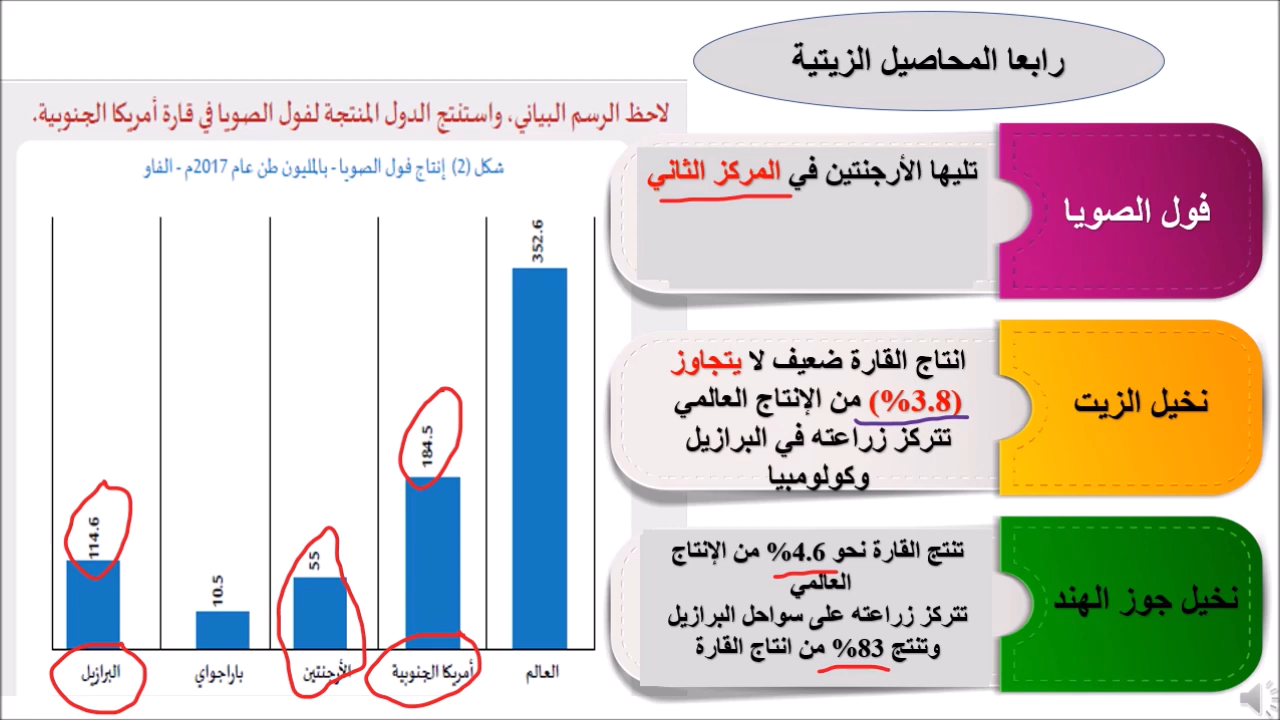 رابعا المحاصيل الزيتية
فول الصويا
تليها الأرجنتين في المركز الثاني
نخيل الزيت
انتاج القارة ضعيف لا يتجاوز
(3.8%) من الإنتاج العالمي
تتركز زراعته في البرازيل
وكولومبيا
نخيل جوز الهند
تنتج القارة نحو 4.6% من الإنتاج
العالمي
تتركز زراعته على سواحل البرازيل
وتنتج 83% من انتاج القارة
لاحظ الرسم البياني، واستنتج الدول المنتجة لفول الصويا في قارة أمريكا الجنوبية.
شكل (2) إنتاج فول الصويا - بالمليون طن عام 2017م - الفاو
352.6
184.5
55
10.5
114.6
العالم
أمريكا الجنوبية
الأرجنتين
باراجواي
البرازيل